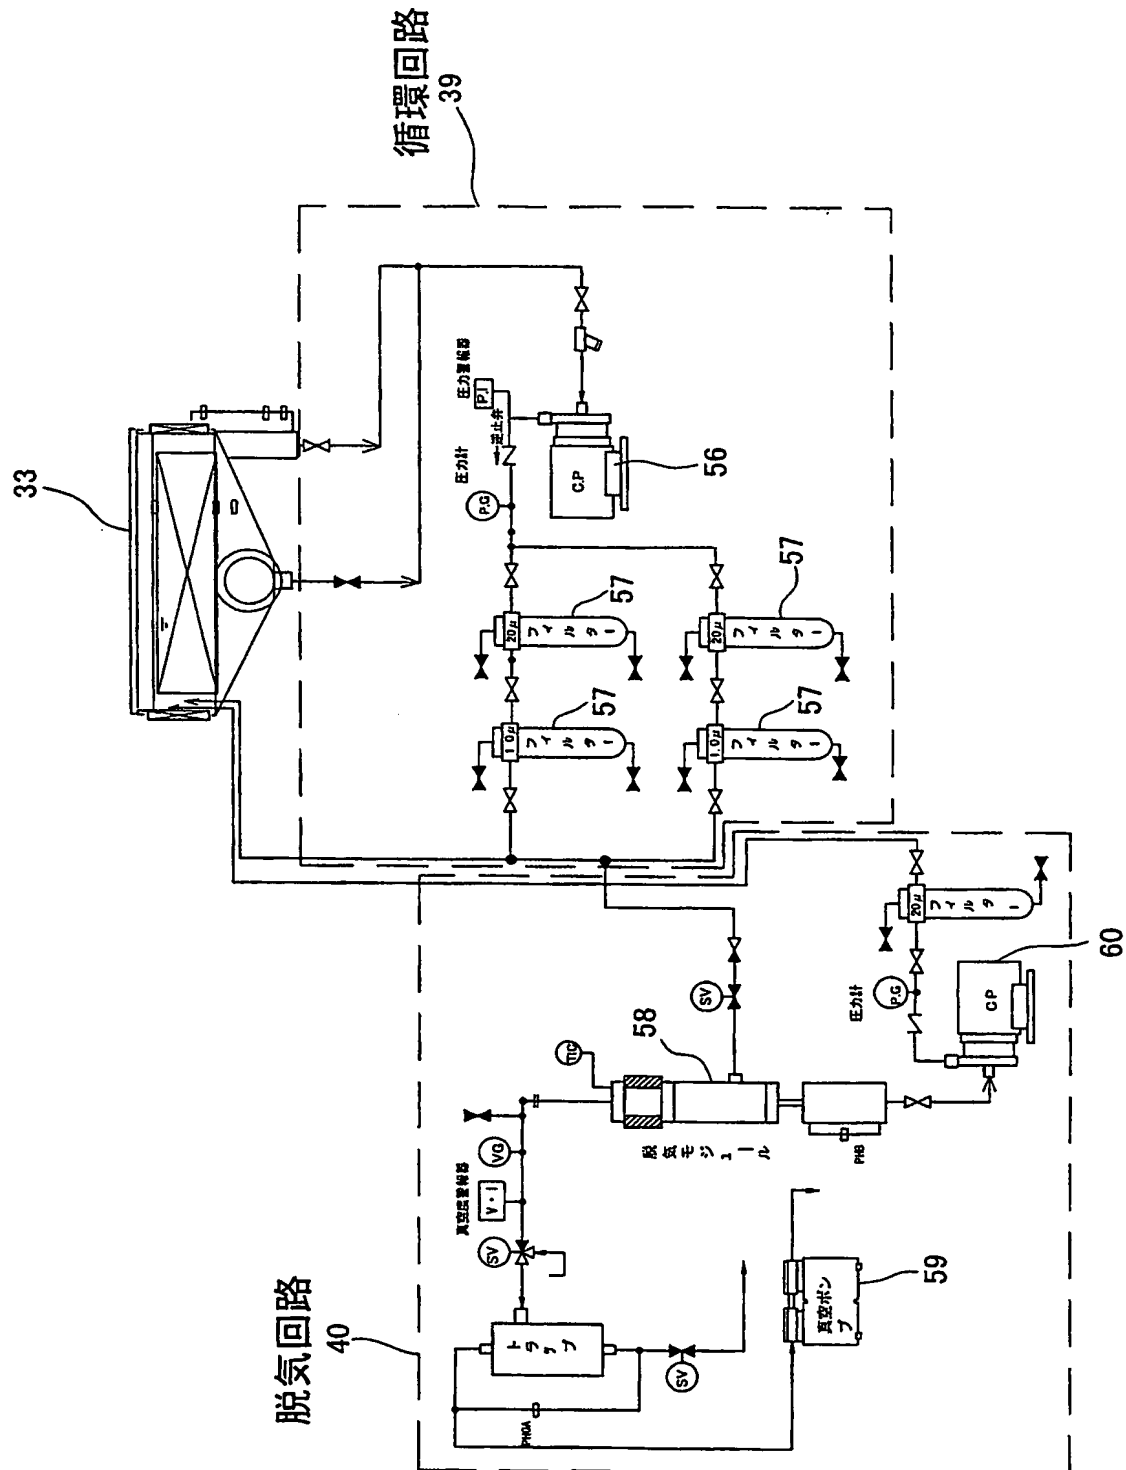 循環回路
39
33
圧力警報器
P.I
逆止弁
圧力計
P.G
C.P
56
20μ
フィルター
57
20μ
フィルター
57
1.0μ
フィルター
57
1.0μ
フィルター
57
脱気回路
40
真空度警報器
V・I
VG
SV
TIC
58
脱気モジュール
SV
PHB
トラップ
PHGA
SV
真空ポンプ
59
圧力計
P.G
20μ
フィルター
C.P
60